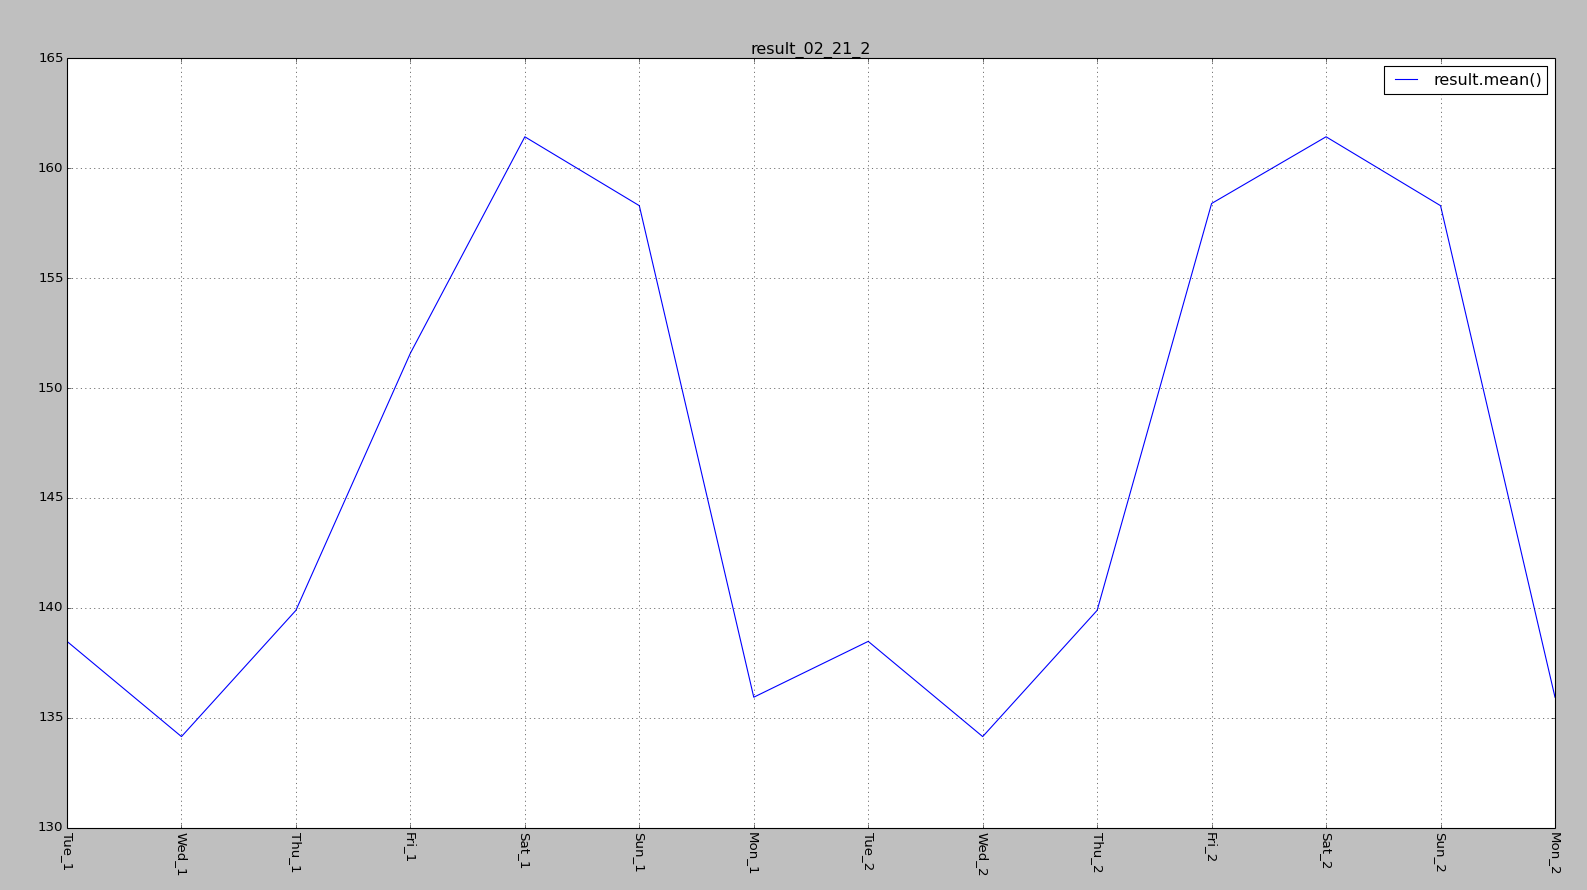 result_02_21_2
result.mean()
165
160
155
150
145
140
135
130
Tue_1
Wed_1
Thu_1
Fri_1
Sat_1
Sun_1
Mon_1
Tue_2
Wed_2
Thu_2
Fri_2
Sat_2
Sun_2
Mon_2